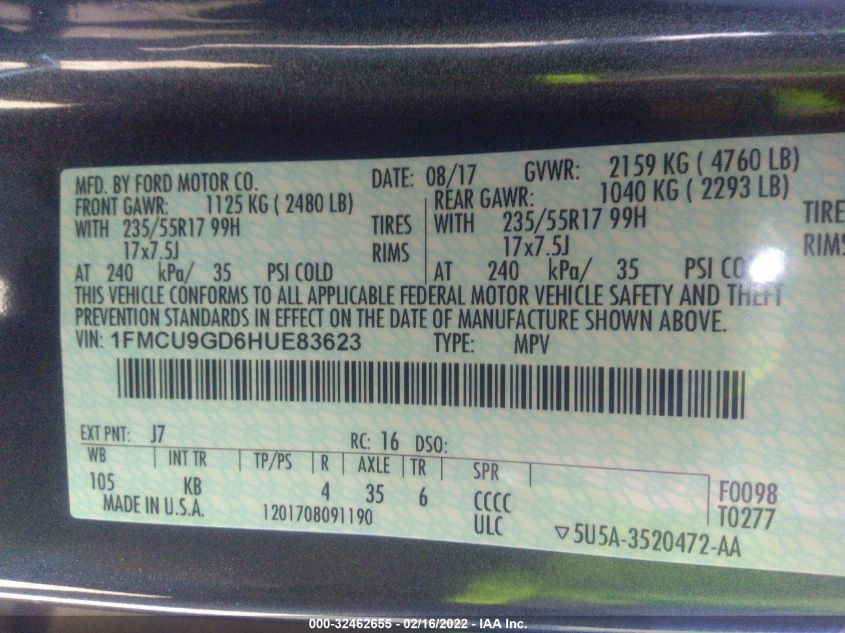 MFD. BY FORD MOTOR CO. DATE: 08/17 GVWR: 2159 KG ( 4760 LB)
FRONT GAWR: 1125 KG ( 2480 LB) REAR GAWR: 1040 KG ( 2293 LB)
WITH 235/55R17 99H TIRES WITH 235/55R17 99H TIRE
17x7.5J RIMS 17x7.5J RIMS
AT 240 kPa/ 35 PSI COLD AT 240 kPa/ 35 PSI CO
THIS VEHICLE CONFORMS TO ALL APPLICABLE FEDERAL MOTOR VEHICLE SAFETY AND THEFT
PREVENTION STANDARDS IN EFFECT ON THE DATE OF MANUFACTURE SHOWN ABOVE.
VIN: 1FMCU9GD6HUE83623 TYPE: MPV
EXT PNT: J7 RC: 16 DSO:
WB INT TR TP/PS R AXLE TR SPR
105 KB 4 35 6 CCCC F0098
MADE IN U.S.A. 1201708091190 ULC T0277
▽5U5A-3520472-AA
000-32462655 - 02/16/2022 - IAA Inc.